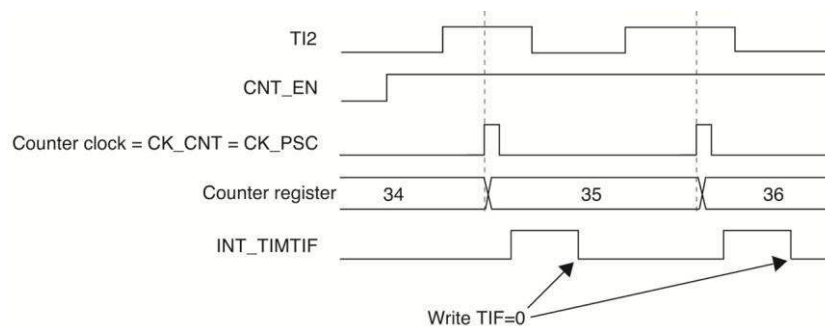 TI2
CNT_EN
Counter clock = CK_CNT = CK_PSC
Counter register 34 35 36
INT_TIMTIF
Write TIF=0